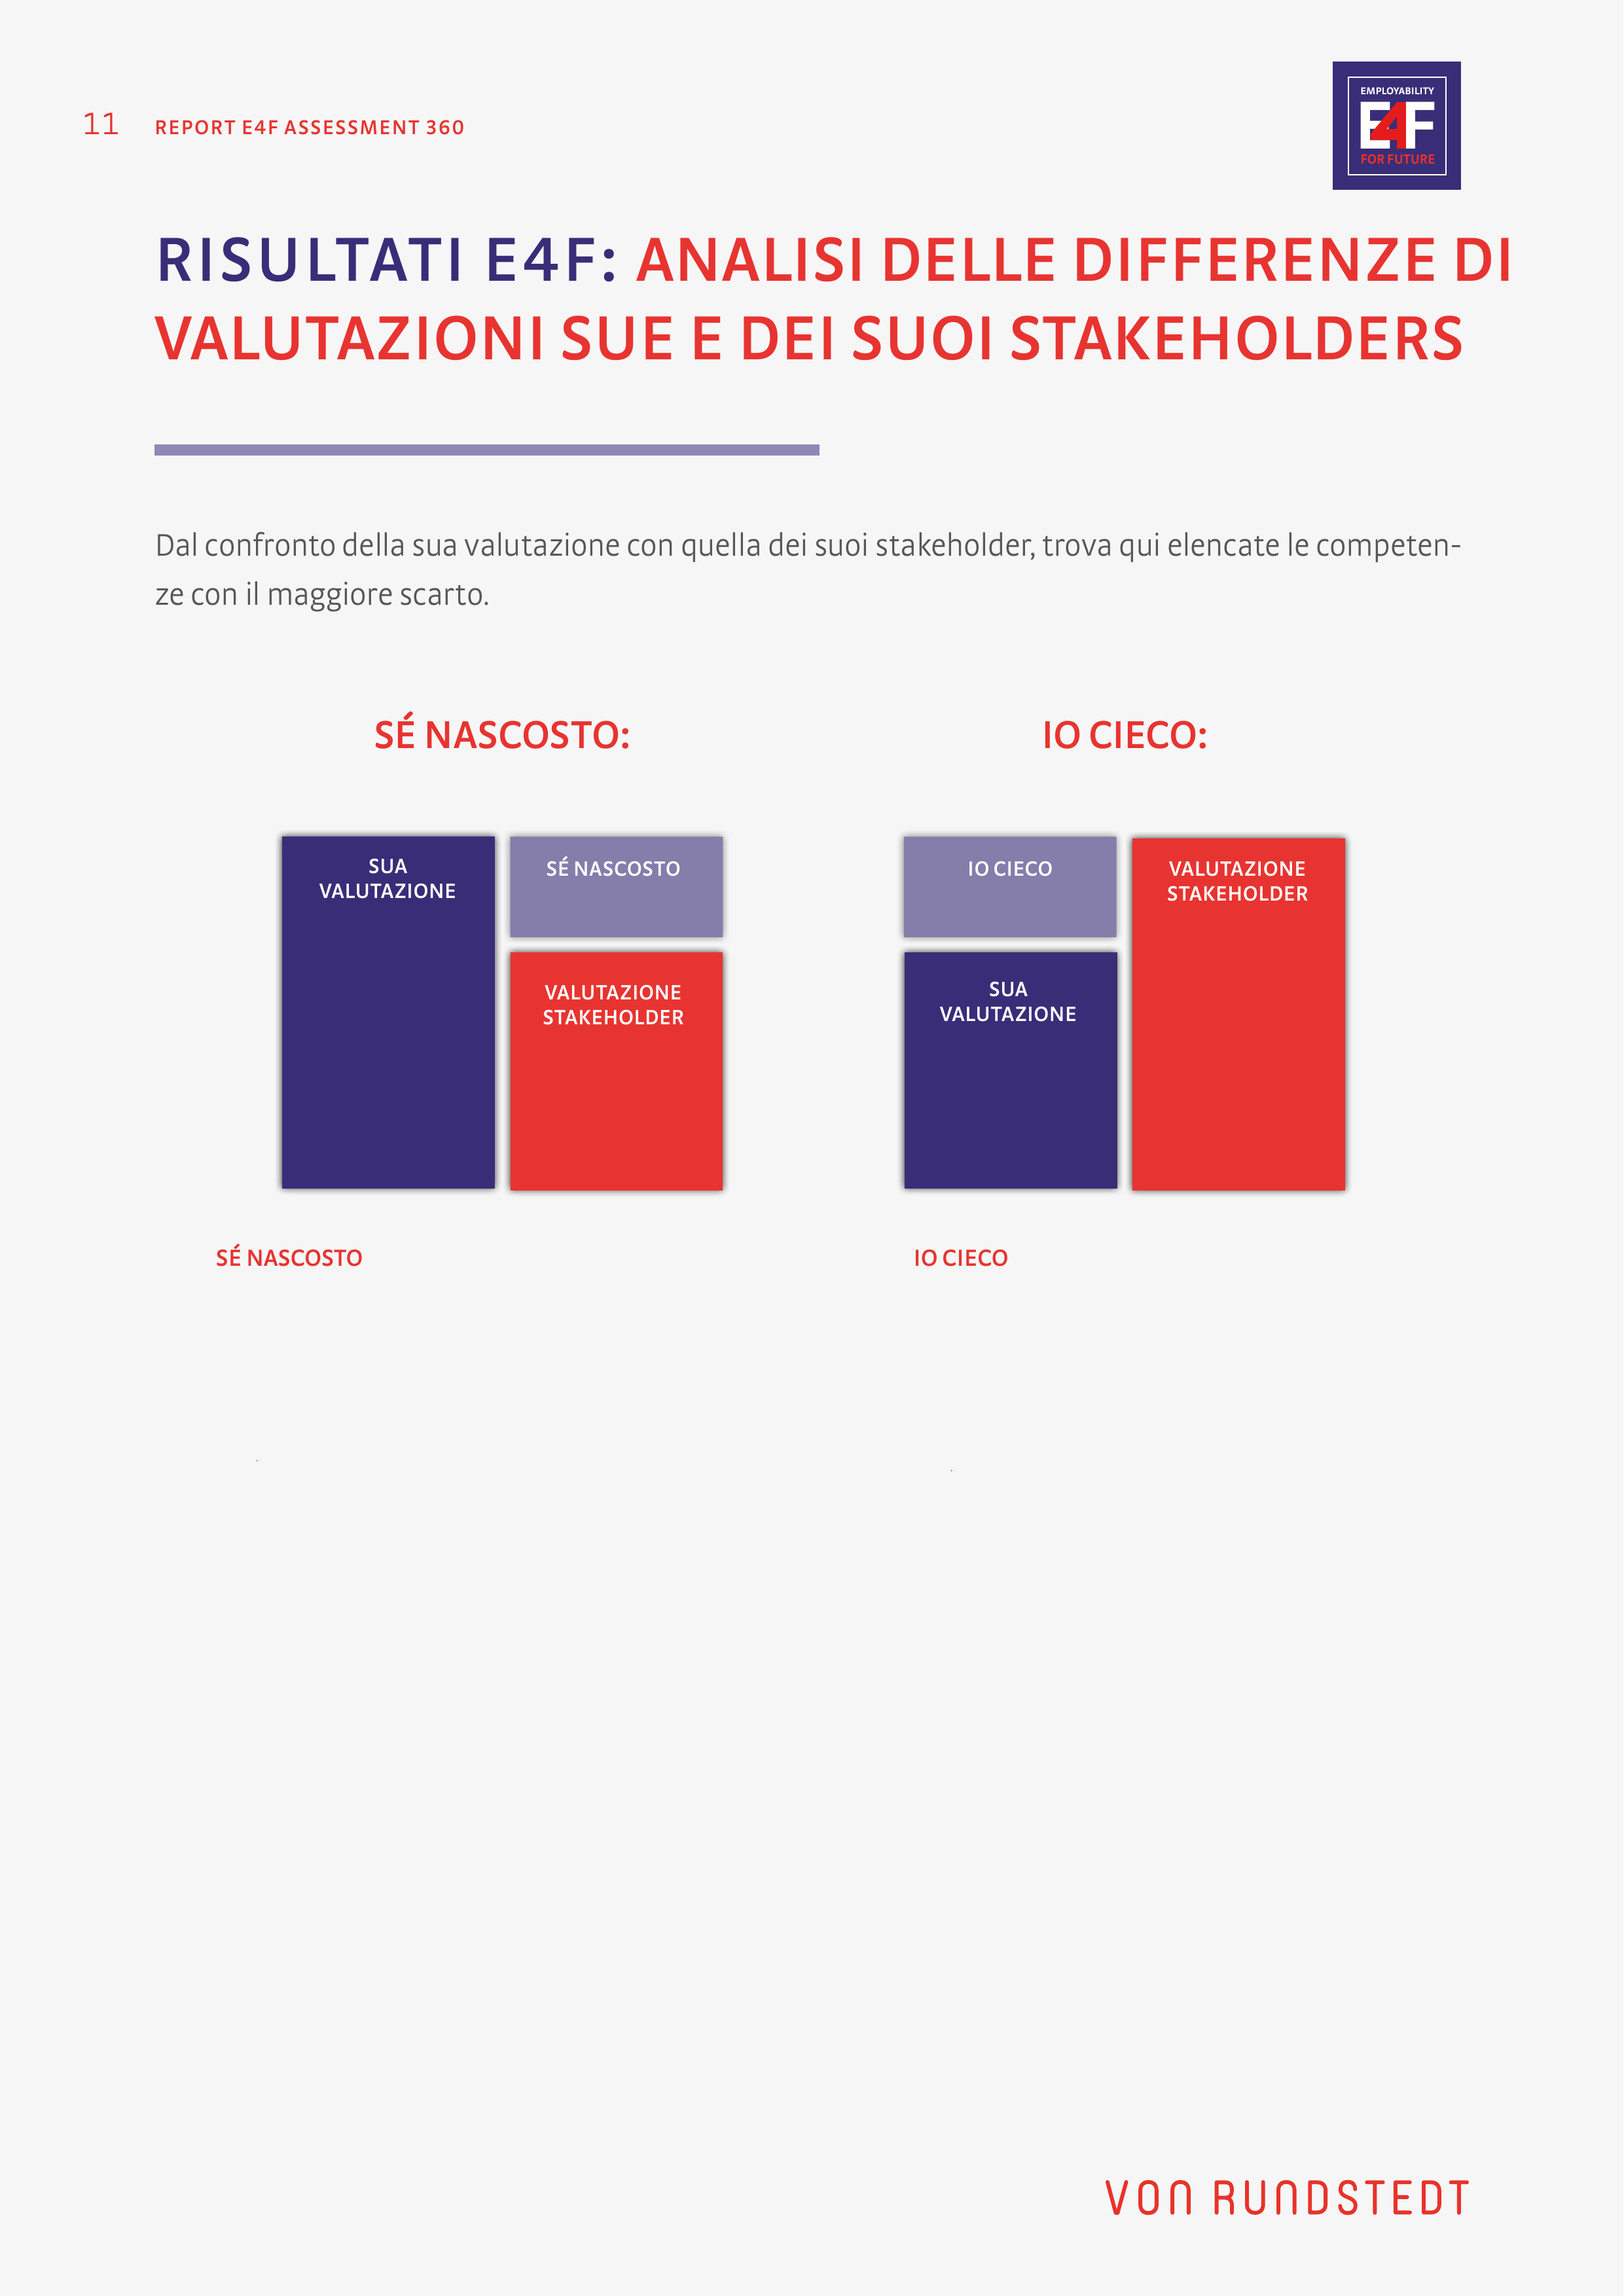 11 REPORT E4F ASSESSMENT 360
EMPLOYABILITY
E4F
FOR FUTURE
RISULTATI E4F: ANALISI DELLE DIFFERENZE DI
VALUTAZIONI SUE E DEI SUOI STAKEHOLDERS
Dal confronto della sua valutazione con quella dei suoi stakeholder, trova qui elencate le competen-
ze con il maggiore scarto.
SÉ NASCOSTO:
SUA
VALUTAZIONE
SÉ NASCOSTO
VALUTAZIONE
STAKEHOLDER
SÉ NASCOSTO
IO CIECO:
IO CIECO
SUA
VALUTAZIONE
VALUTAZIONE
STAKEHOLDER
IO CIECO
VON RUNDSTEDT